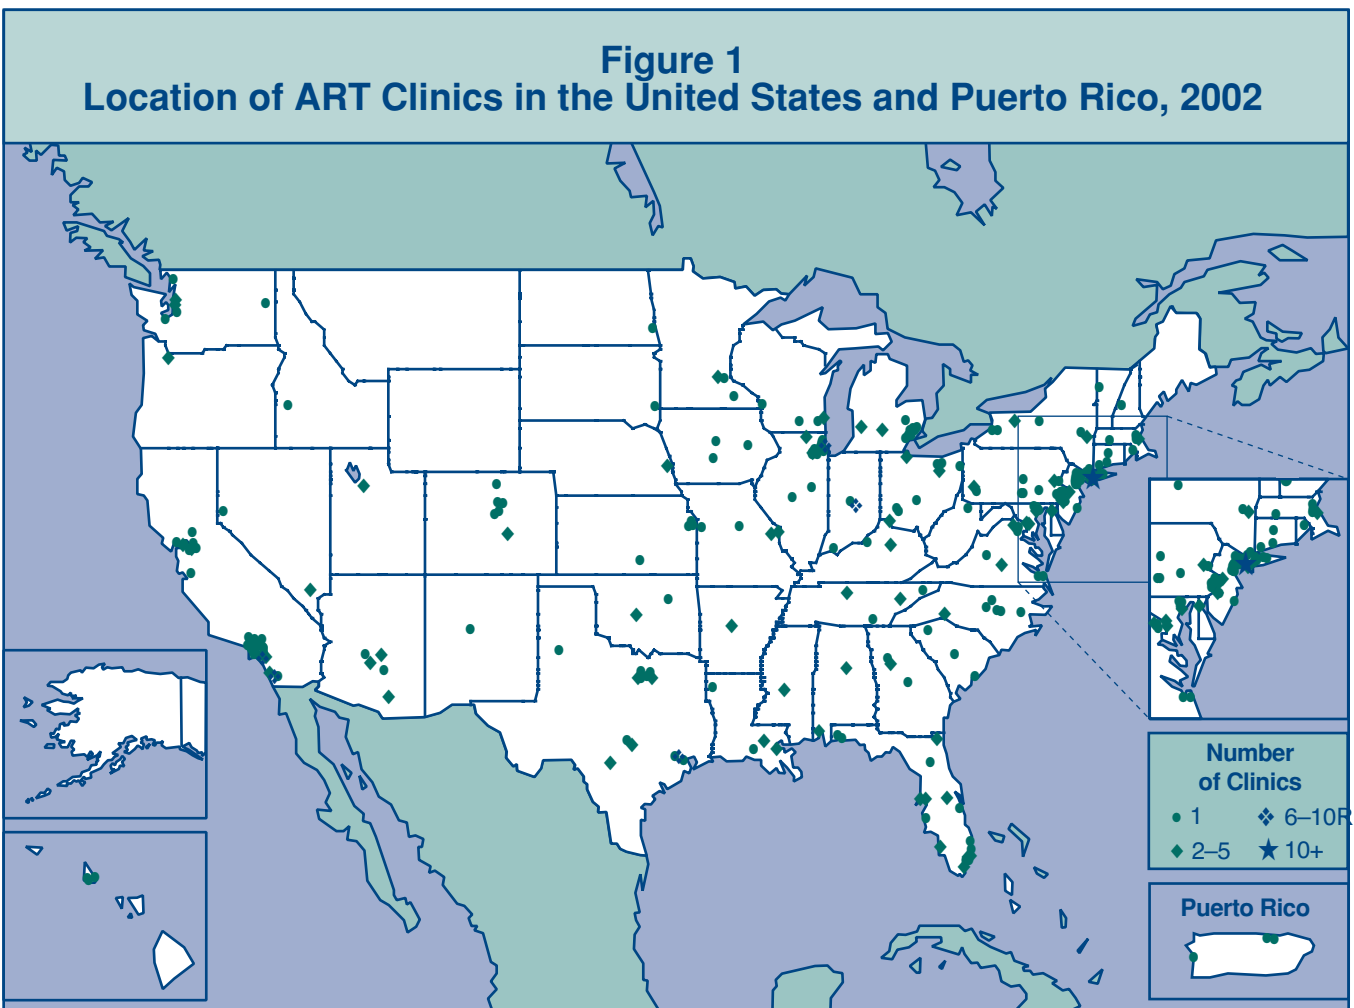 Figure 1
Location of ART Clinics in the United States and Puerto Rico, 2002
Number
of Clinics
1
6–10R
2–5
10+
Puerto Rico